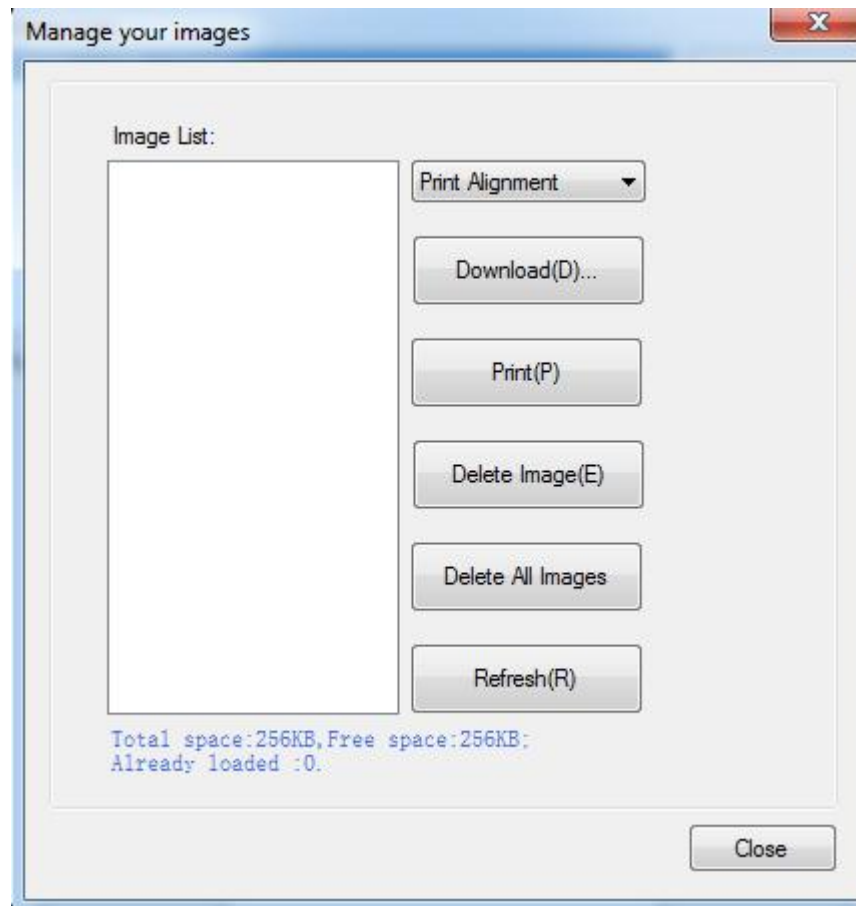 Manage your images
Image List:
Print Alignment
Download(D)...
Print(P)
Delete Image(E)
Delete All Images
Refresh(R)
Total space:256KB,Free space:256KB;
Already loaded :0.
Close